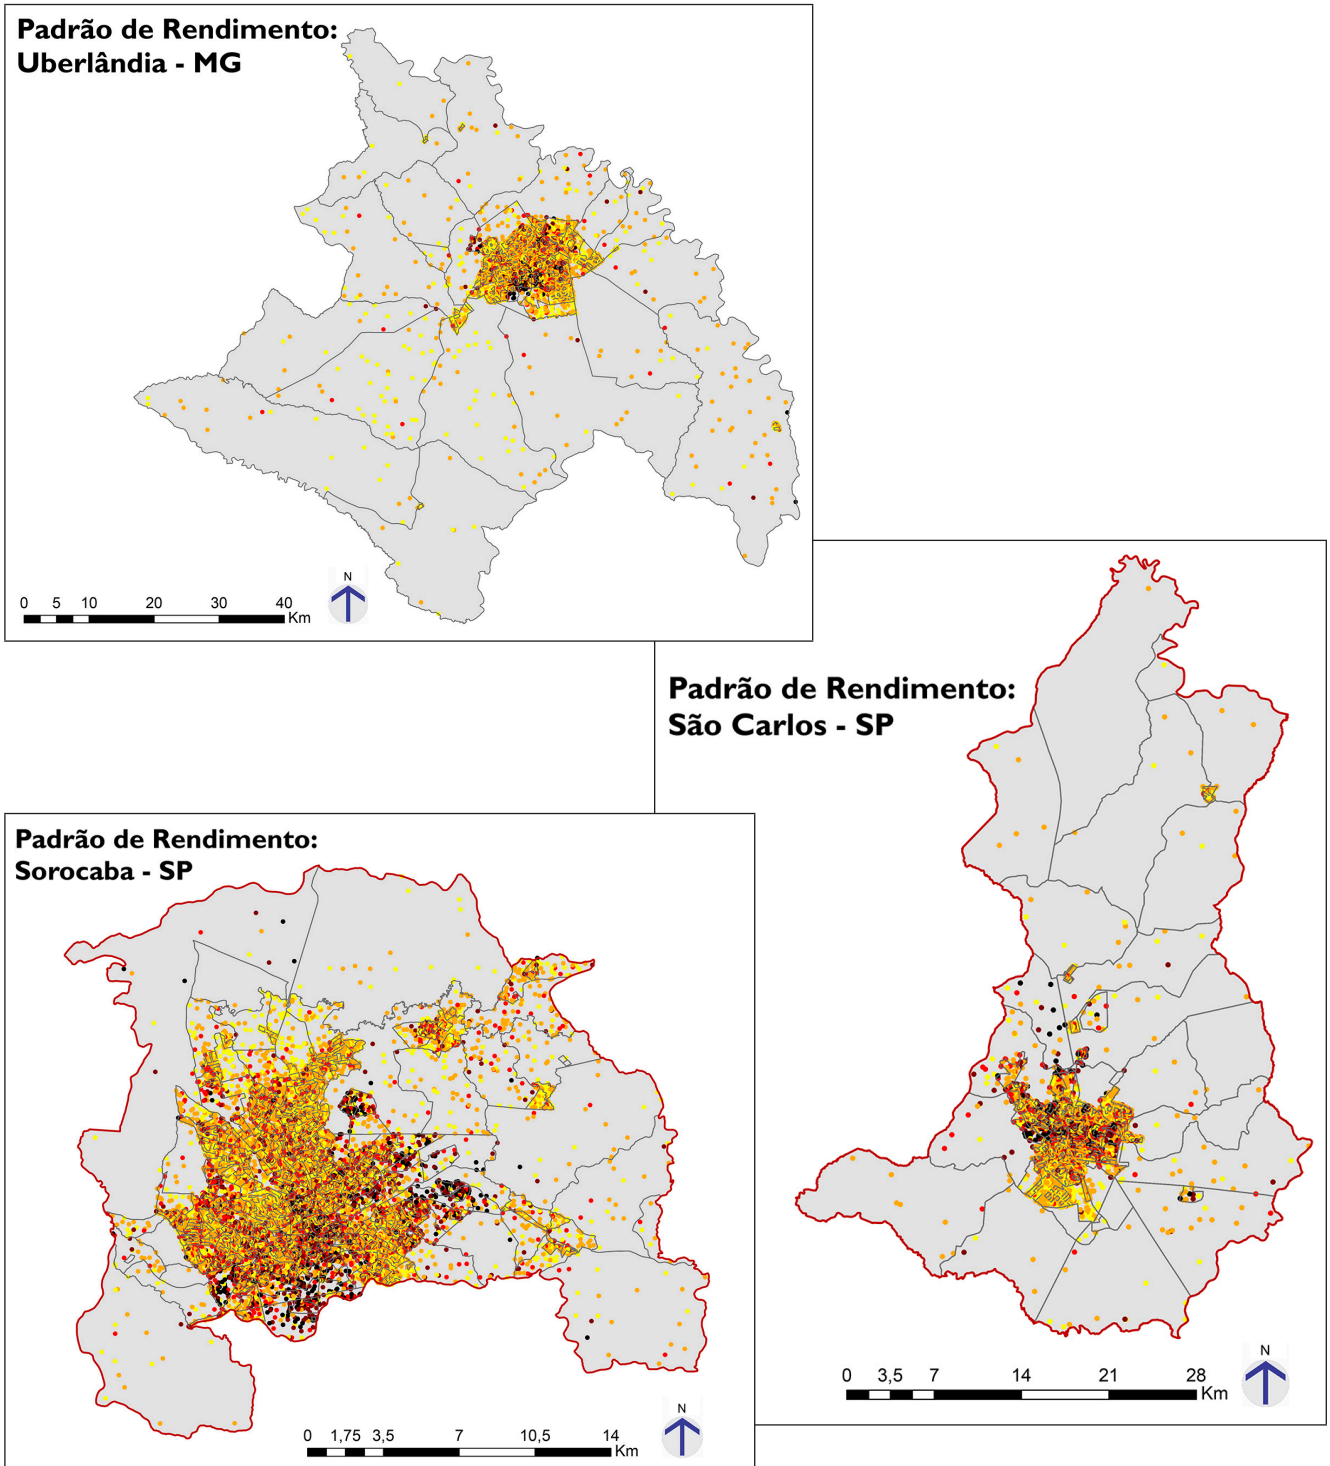 Padrão de Rendimento:
Uberlândia - MG
N
0 5 10 20 30 40
Km
Padrão de Rendimento:
São Carlos - SP
N
0 3,5 7 14 21 28
Km
Padrão de Rendimento:
Sorocaba - SP
N
0 1,75 3,5 7 10,5 14
Km